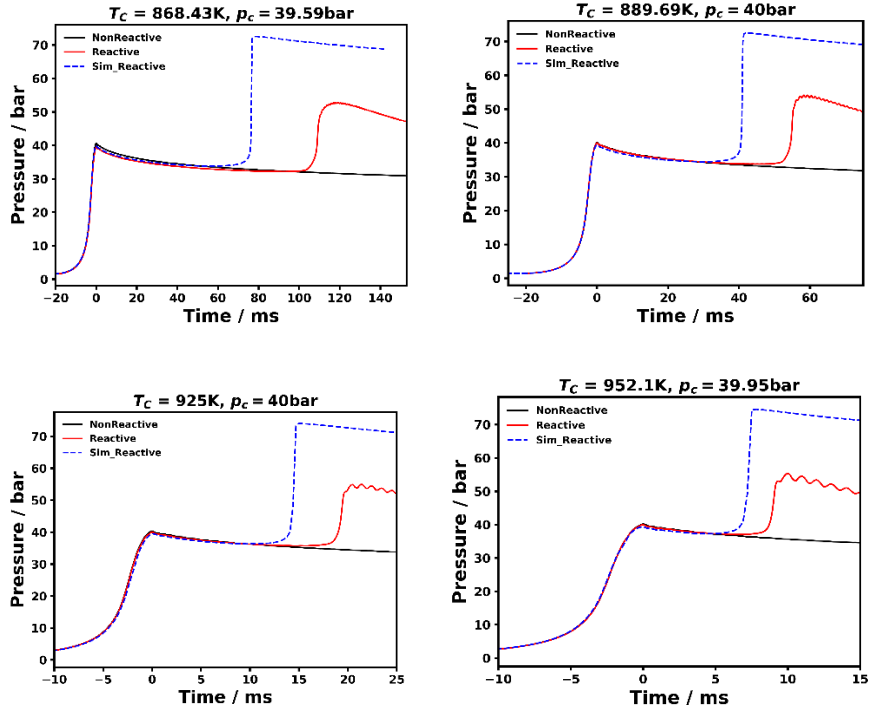 T_C = 868.43K, p_c = 39.59bar
NonReactive
Reactive
Sim_Reactive
Pressure / bar
70
60
50
40
30
20
10
0
−20 0 20 40 60 80 100 120 140
Time / ms
T_C = 889.69K, p_c = 40bar
NonReactive
Reactive
Sim_Reactive
Pressure / bar
70
60
50
40
30
20
10
0
−20 0 20 40 60
Time / ms
T_C = 925K, p_c = 40bar
NonReactive
Reactive
Sim_Reactive
Pressure / bar
70
60
50
40
30
20
10
0
−10 −5 0 5 10 15 20 25
Time / ms
T_C = 952.1K, p_c = 39.95bar
NonReactive
Reactive
Sim_Reactive
Pressure / bar
70
60
50
40
30
20
10
0
−10 −5 0 5 10 15
Time / ms